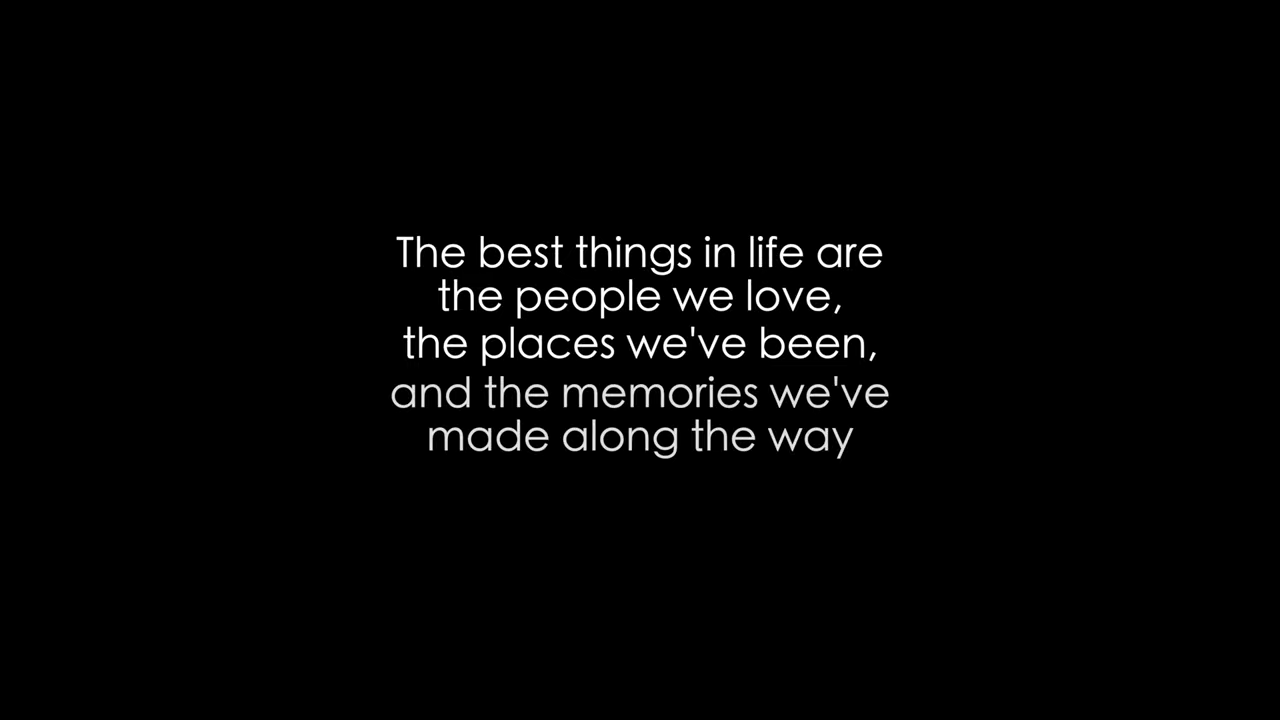 The best things in life are
the people we love,
the places we've been,
and the memories we've
made along the way